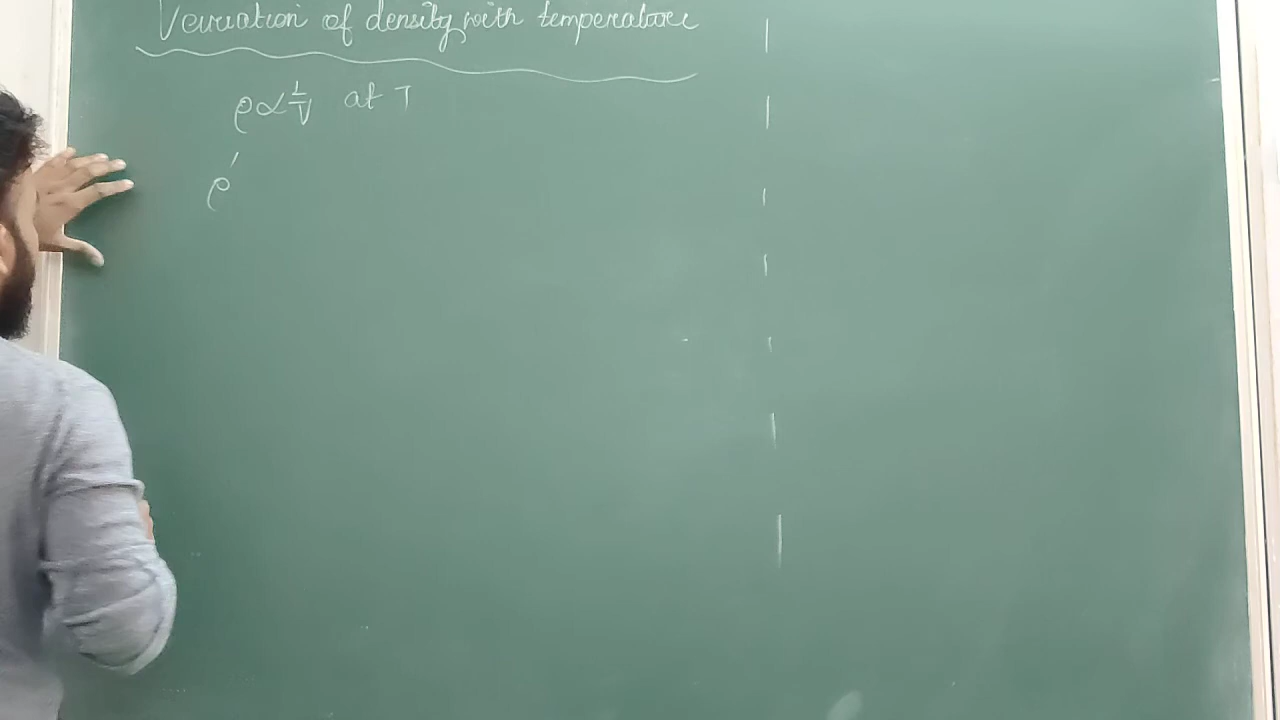 Variation of density with temperature
ρ ∝ 1/V at T
ρ'